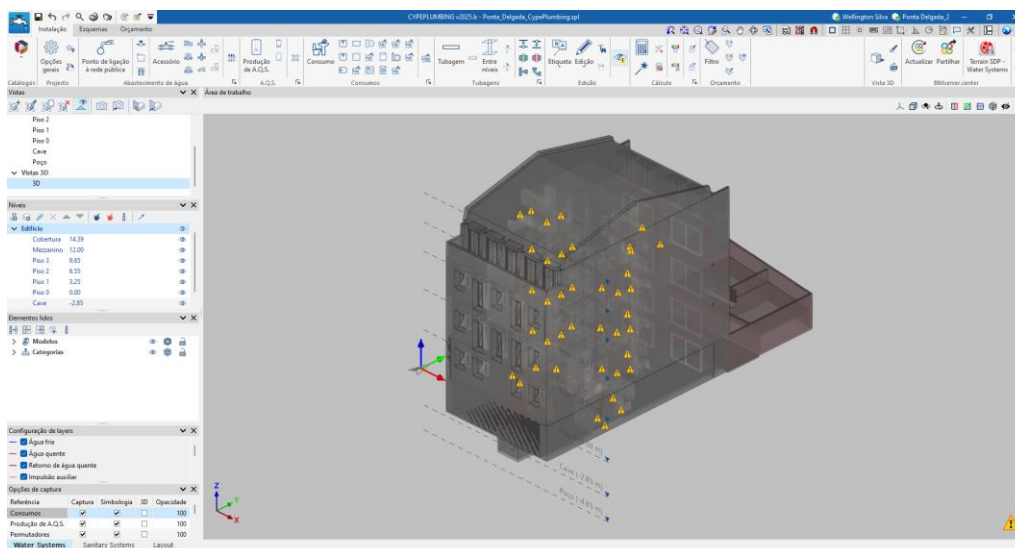 CYPEPLUMBING v2025.b - Ponta_Delgada_CypePlumbing.spl
Wellington Silva
Ponta Delgada_2
Instalação Esquemas Orçamento
Opções gerais
Ponto de ligação à rede pública
Acessório
Produção de A.Q.S.
Consumo
Tubagem
Entre níveis
Etiqueta
Edição
Filtro
Actualizar
Partilhar
Terrain SDP - Water Systems
Catálogos
Projeto
Abastecimento de água
A.Q.S.
Consumos
Tubagens
Edição
Cálculo
Orçamento
Vista 3D
BIMserver.center
Vistas
Área de trabalho
Piso 2
Piso 1
Piso 0
Cave
Poço
Vistas 3D
3D
Níveis
Edifício
Cobertura 14.39
Mezzanino 12.00
Piso 3 9.65
Piso 2 6.55
Piso 1 3.25
Piso 0 0.00
Cave -2.85
Elementos lidos
Modelos
Categorias
Configuração de layers
Água fria
Água quente
Retorno de água quente
Impulsão auxiliar
Opções de captura
Referência Captura Simbologia 3D Opacidade
Consumos 100
Produção de A.Q.S. 100
Permutadores 100
Water Systems Sanitary Systems Layout
Cave (-2.85 m)
Poço (-4.85 m)
Z
Y
X